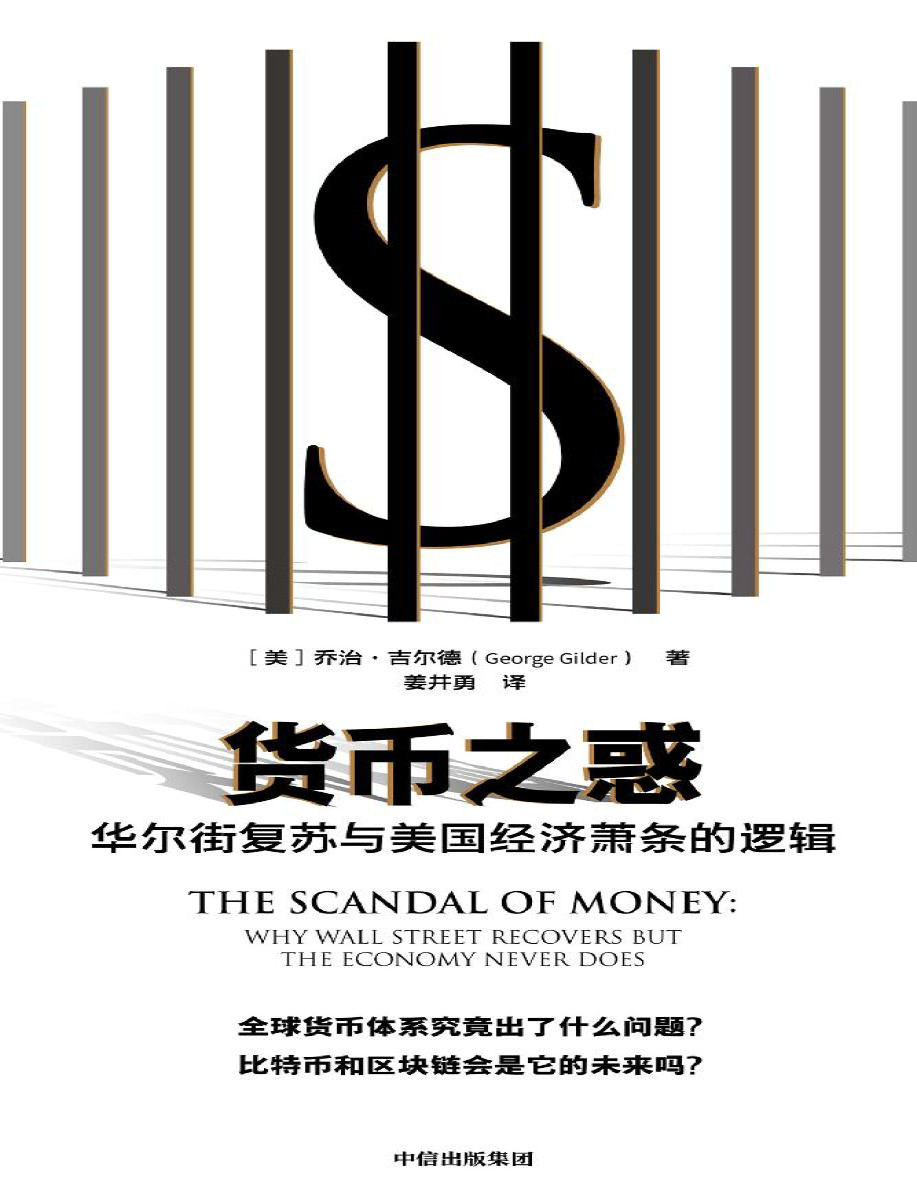 [美]乔治·吉尔德(George Gilder) 著
姜井勇 译
货币之惑
华尔街复苏与美国经济萧条的逻辑
THE SCANDAL OF MONEY:
WHY WALL STREET RECOVERS BUT
THE ECONOMY NEVER DOES
全球货币体系究竟出了什么问题?
比特币和区块链会是它的未来吗?
中信出版集团